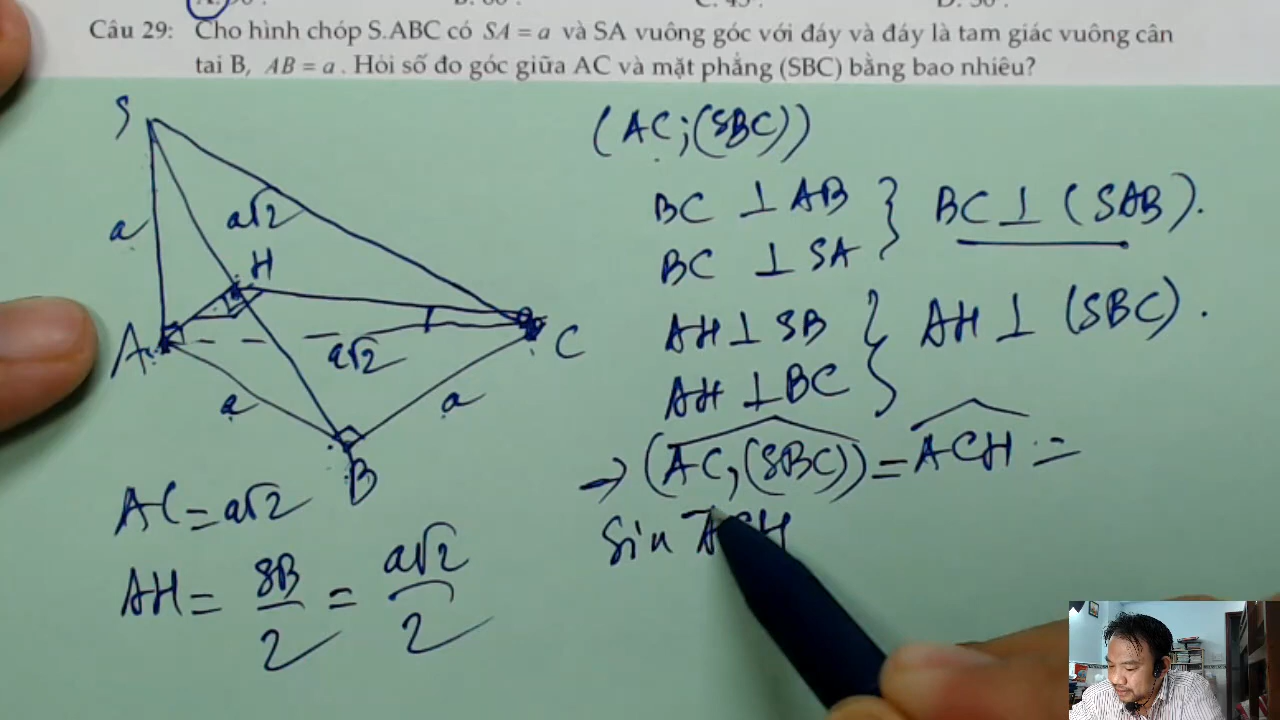 Câu 29: Cho hình chóp S.ABC có SA = a và SA vuông góc với đáy và đáy là tam giác vuông cân
tại B, AB = a. Hỏi số đo góc giữa AC và mặt phẳng (SBC) bằng bao nhiêu?
S
a
a√2
H
A
a√2
C
a
a
B
AC = a√2
AH = SB/2 = a√2/2
(AC; (SBC))
BC ⊥ AB
BC ⊥ SA
} BC ⊥ (SAB).
AH ⊥ SB
AH ⊥ BC
} AH ⊥ (SBC).
→ (AC, (SBC)) = ACH =
Sin ACH